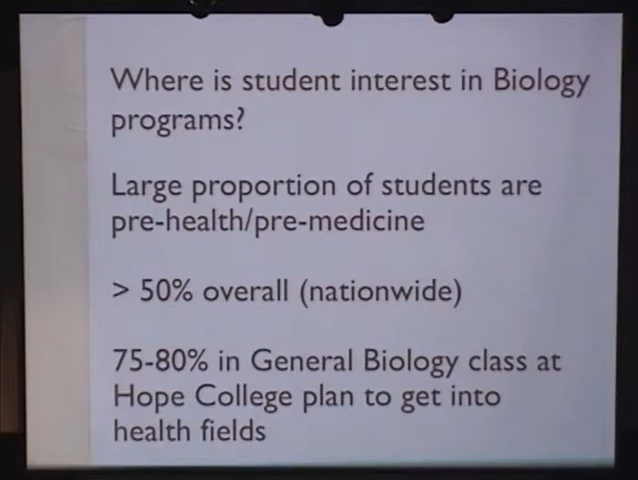 Where is student interest in Biology
programs?
Large proportion of students are
pre-health/pre-medicine
> 50% overall (nationwide)
75-80% in General Biology class at
Hope College plan to get into
health fields